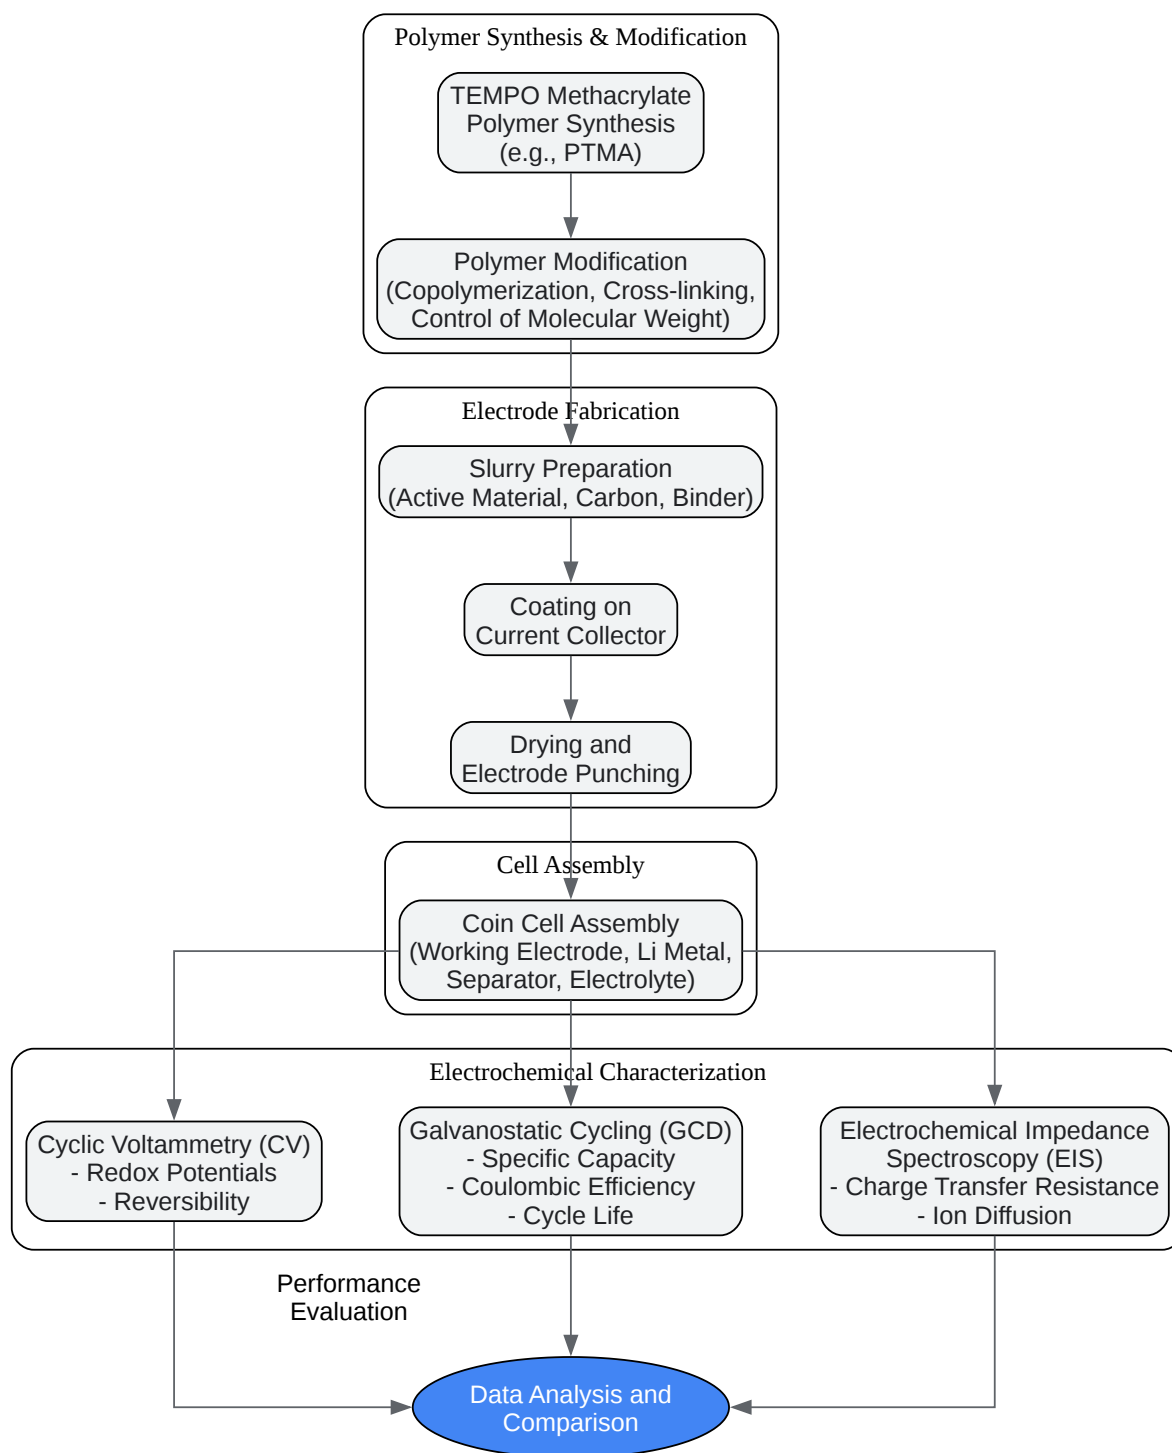 Polymer Synthesis & Modification
TEMPO Methacrylate
Polymer Synthesis
(e.g., PTMA)
Polymer Modification
(Copolymerization, Cross-linking,
Control of Molecular Weight)
Electrode Fabrication
Slurry Preparation
(Active Material, Carbon, Binder)
Coating on
Current Collector
Drying and
Electrode Punching
Cell Assembly
Coin Cell Assembly
(Working Electrode, Li Metal,
Separator, Electrolyte)
Electrochemical Characterization
Cyclic Voltammetry (CV)
- Redox Potentials
- Reversibility
Galvanostatic Cycling (GCD)
- Specific Capacity
- Coulombic Efficiency
- Cycle Life
Electrochemical Impedance
Spectroscopy (EIS)
- Charge Transfer Resistance
- Ion Diffusion
Performance
Evaluation
Data Analysis and
Comparison